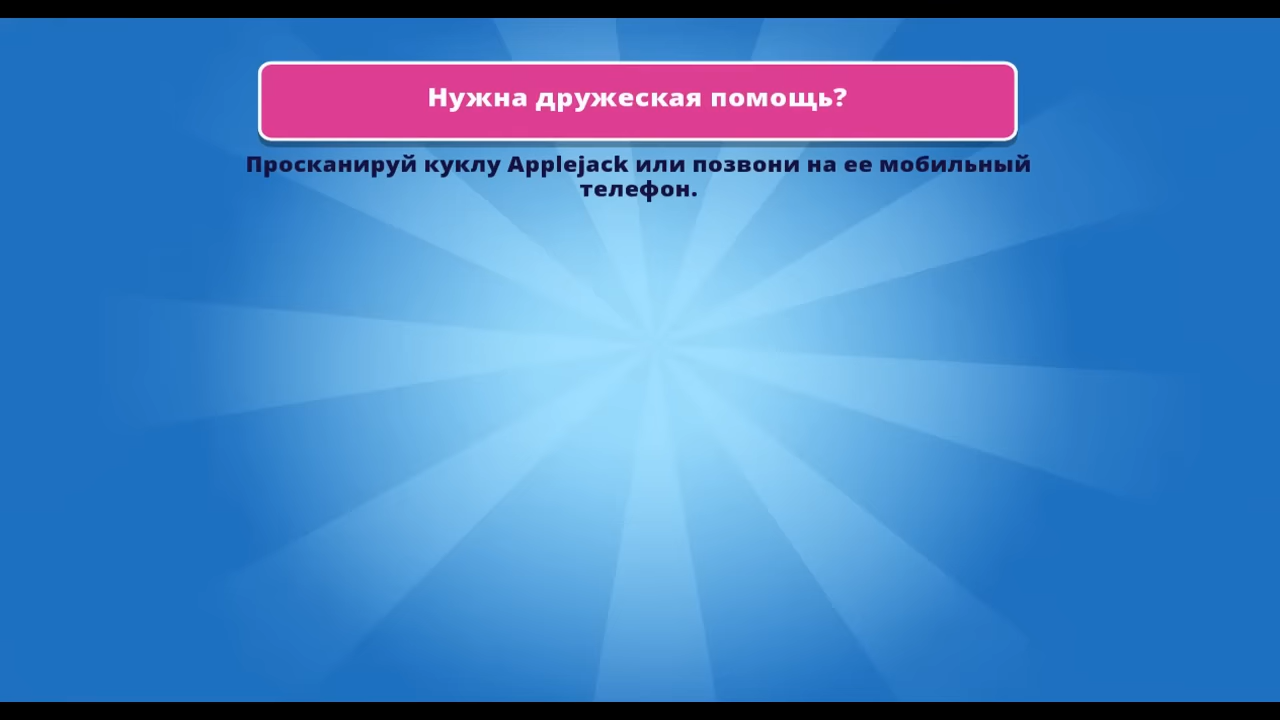 Нужна дружеская помощь?
Просканируй куклу Applejack или позвони на ее мобильный
телефон.